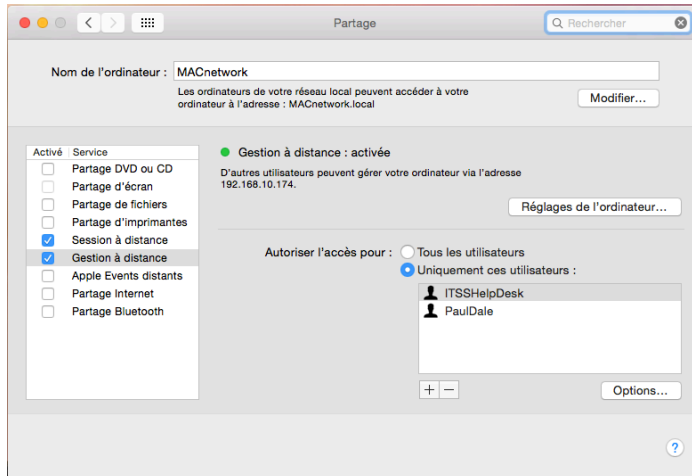 Partage
Rechercher
Nom de l'ordinateur : MACnetwork
Les ordinateurs de votre réseau local peuvent accéder à votre
ordinateur à l'adresse : MACnetwork.local
Modifier...
Activé Service
Partage DVD ou CD
Partage d'écran
Partage de fichiers
Partage d'imprimantes
Session à distance
Gestion à distance
Apple Events distants
Partage Internet
Partage Bluetooth
Gestion à distance : activée
D'autres utilisateurs peuvent gérer votre ordinateur via l'adresse
192.168.10.174.
Réglages de l'ordinateur...
Autoriser l'accès pour : Tous les utilisateurs
Uniquement ces utilisateurs :
ITSSHelpDesk
PaulDale
+ −
Options...
?